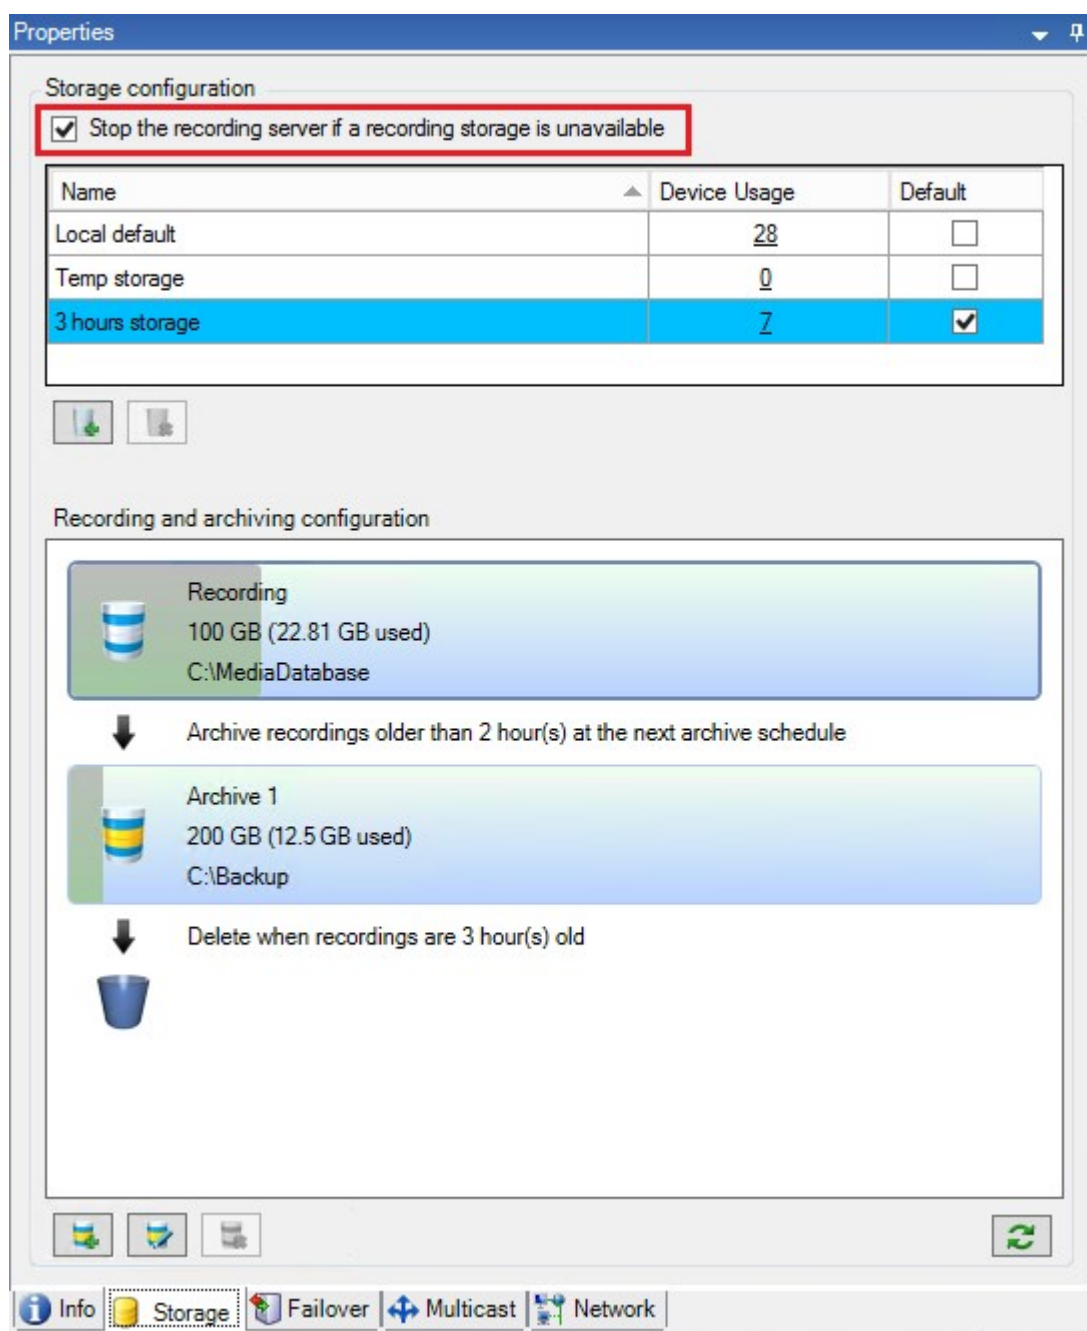 Properties
Storage configuration
Stop the recording server if a recording storage is unavailable
Name Device Usage Default
Local default 28
Temp storage 0
3 hours storage 7
Recording and archiving configuration
Recording
100 GB (22.81 GB used)
C:\MediaDatabase
Archive recordings older than 2 hour(s) at the next archive schedule
Archive 1
200 GB (12.5 GB used)
C:\Backup
Delete when recordings are 3 hour(s) old
Info Storage Failover Multicast Network